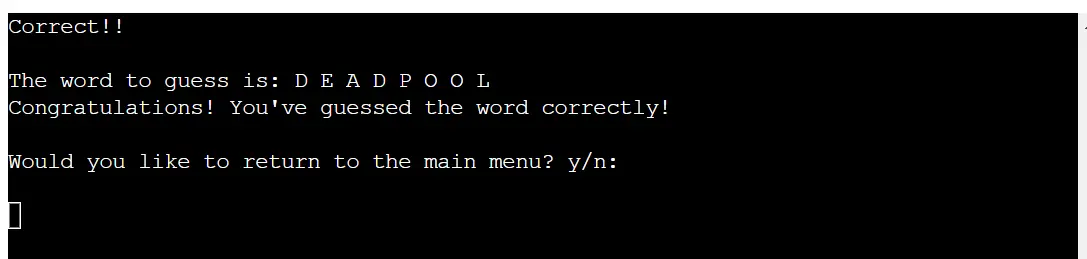 Correct!!
The word to guess is: D E A D P O O L
Congratulations! You've guessed the word correctly!
Would you like to return to the main menu? y/n: